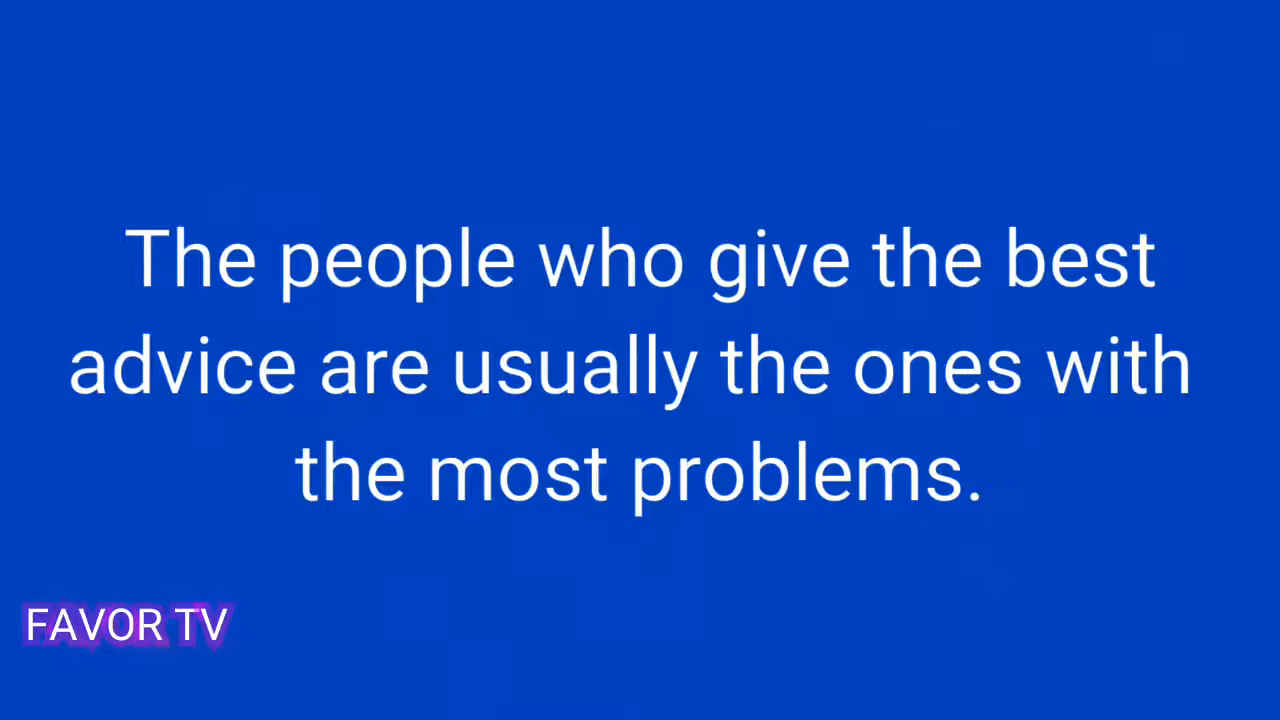 The people who give the best
advice are usually the ones with
the most problems.
FAVOR TV